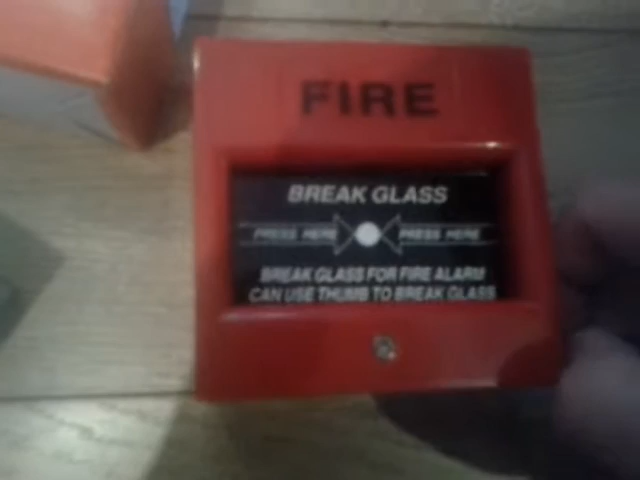 FIRE
BREAK GLASS
PRESS HERE PRESS HERE
BREAK GLASS FOR FIRE ALARM
CAN USE THUMB TO BREAK GLASS